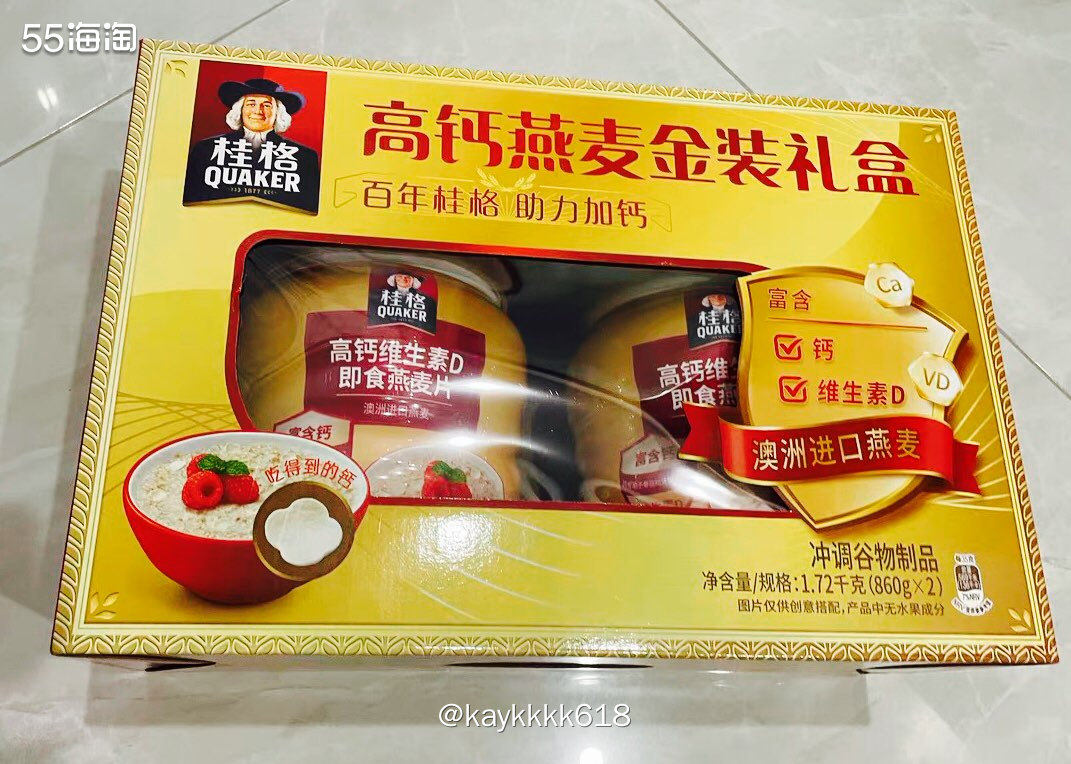 55海淘
桂格
QUAKER
1877
高钙燕麦金装礼盒
百年桂格 助力加钙
桂格
QUAKER
高钙维生素D
即食燕麦片
澳洲进口燕麦
富含钙
桂格
QUAKE
高钙维生
即食燕
富含钙
富含
Ca
钙
维生素D
VD
澳洲进口燕麦
吃得到的钙
冲调谷物制品
净含量/规格:1.72千克(860g×2)
图片仅供创意搭配,产品中无水果成分
@kaykkkk618